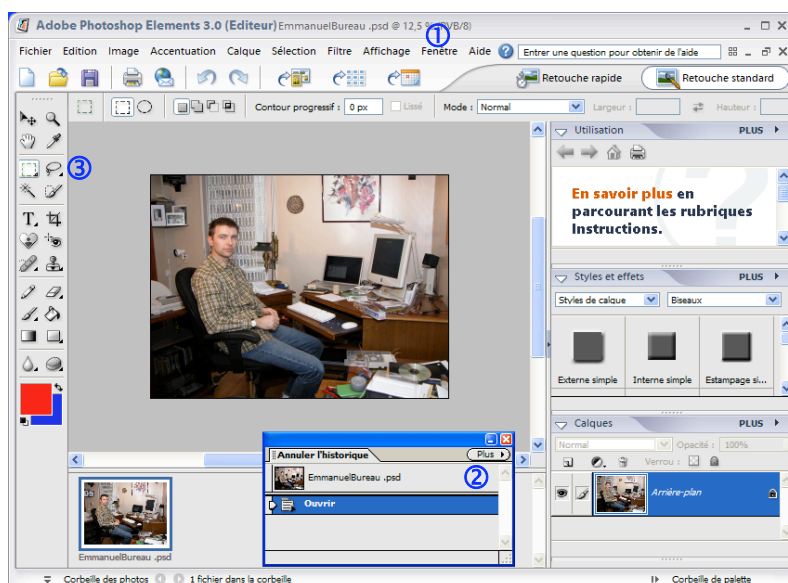 Adobe Photoshop Elements 3.0 (Editeur) EmmanuelBureau .psd @ 12,5 % (RVB/8)
①
Fichier Edition Image Accentuation Calque Sélection Filtre Affichage Fenêtre Aide ? Entrer une question pour obtenir de l'aide
Retouche rapide Retouche standard
Contour progressif : 0 px Lissé Mode : Normal Largeur : Hauteur :
Utilisation PLUS
③
En savoir plus en
parcourant les rubriques
Instructions.
Styles et effets PLUS
Styles de calque Biseaux
Externe simple Interne simple Estampage si...
Calques PLUS
Normal Opacité : 100%
Verrou :
Arrière-plan
Annuler l'historique Plus
②
EmmanuelBureau .psd
Ouvrir
EmmanuelBureau .psd
Corbeille des photos 1 fichier dans la corbeille Corbeille de palette